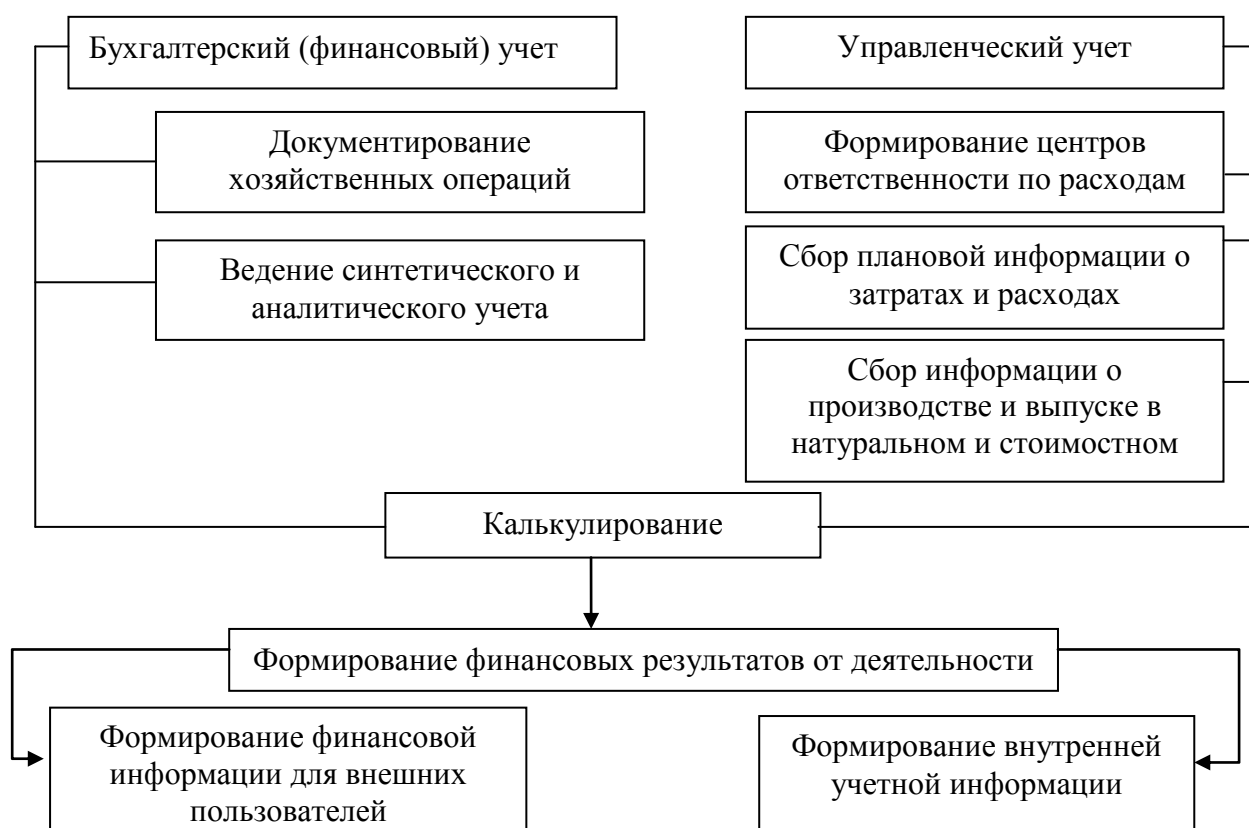 Бухгалтерский (финансовый) учет
Управленческий учет
Документирование
хозяйственных операций
Формирование центров
ответственности по расходам
Ведение синтетического и
аналитического учета
Сбор плановой информации о
затратах и расходах
Сбор информации о
производстве и выпуске в
натуральном и стоимостном
Калькулирование
Формирование финансовых результатов от деятельности
Формирование финансовой
информации для внешних
пользователей
Формирование внутренней
учетной информации